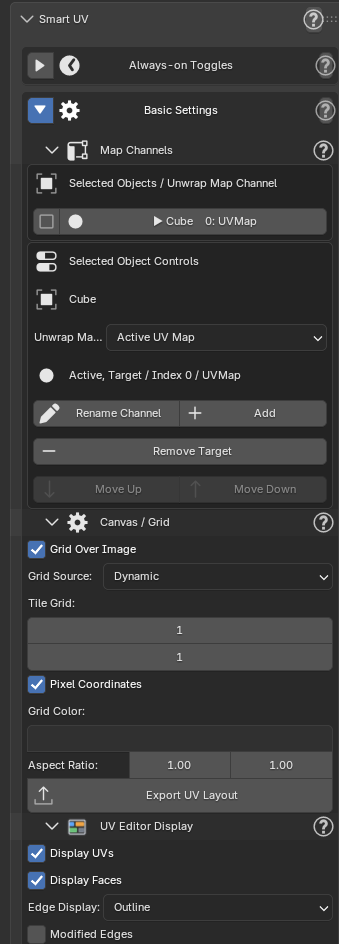 Smart UV
Always-on Toggles
Basic Settings
Map Channels
Selected Objects / Unwrap Map Channel
Cube 0: UVMap
Selected Object Controls
Cube
Unwrap Ma... Active UV Map
Active, Target / Index 0 / UVMap
Rename Channel Add
Remove Target
Move Up Move Down
Canvas / Grid
Grid Over Image
Grid Source: Dynamic
Tile Grid:
1
1
Pixel Coordinates
Grid Color:
Aspect Ratio: 1.00 1.00
Export UV Layout
UV Editor Display
Display UVs
Display Faces
Edge Display: Outline
Modified Edges